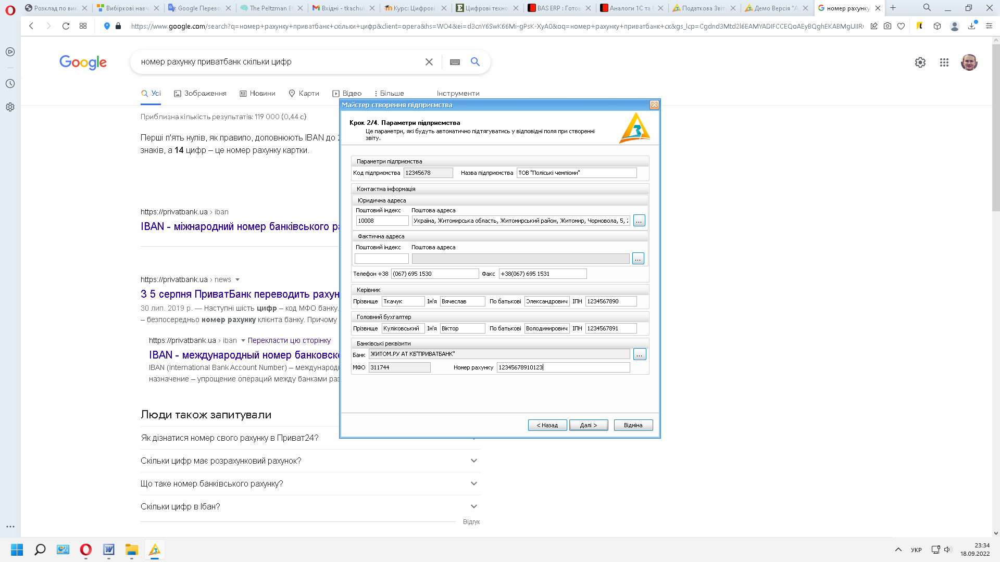 Розклад по вик
Вибіркові навч
Google Перево
The Peltzman Ef
Вхідні - tkachuk
Курс: Цифрові
Цифрові техно
BAS ERP : Готов
Аналоги 1С та
Податкова Звіт
Демо Версія "А
номер рахунку
https://www.google.com/search?q=номер+рахунку+приватбанк+скільки+цифр&client=opera&hs=WO4&ei=d3cnY6SwK66Mi-gPsK-XyA0&oq=номер+рахунку+приватбанк+ск&gs_lcp=Cgdnd3Mtd2l6EAMYADIFCCEQoAEyBQghEKABMgUIIR
Google
номер рахунку приватбанк скільки цифр
Усі
Зображення
Новини
Карти
Відео
Більше
Інструменти
Приблизна кількість результатів: 119 000 (0,44 с)
Перші п'ять нулів, як правило, доповнюють IBAN до 2
знаків, а 14 цифр – це номер рахунку картки.
https://privatbank.ua › iban
IBAN - міжнародний номер банківського ра
https://privatbank.ua › news
З 5 серпня ПриватБанк переводить рахун
30 лип. 2019 р. — Наступні шість цифр – код МФО банку.
– безпосередньо номер рахунку клієнта банку. Причому
https://privatbank.ua › iban
Перекласти цю сторінку
IBAN - международный номер банковск
IBAN (International Bank Account Number) – международ
назначение – упрощение операций между банками раз
Люди також запитували
Як дізнатися номер свого рахунку в Приват24?
Скільки цифр має розрахунковий рахунок?
Що таке номер банківського рахунку?
Скільки цифр в Ібан?
Відгук
Майстер створення підприємства
Крок 2/4. Параметри підприємства
Це параметри, які будуть автоматично підтягуватись у відповідні поля при створенні
звіту.
3
Параметри підприємства
Код підприємства 12345678 Назва підприємства ТОВ "Поліські чемпіони"
Контактна інформація
Юридична адреса
Поштовий індекс Поштова адреса
10008 Україна, Житомирська область, Житомирський район, Житомир, Чорновола, 5, 2 ...
Фактична адреса
Поштовий індекс Поштова адреса
...
Телефон +38 (067) 695 1530 Факс +38(067) 695 1531
Керівник
Прізвище Ткачук Ім'я Вячеслав По батькові Олександрович ІПН 1234567890
Головний бухгалтер
Прізвище Куліковський Ім'я Віктор По батькові Володимирович ІПН 1234567891
Банківські реквізити
Банк ЖИТОМ.РУ АТ КБ"ПРИВАТБАНК" ...
МФО 311744 Номер рахунку 12345678910123
< Назад Далі > Відміна
УКР
23:34
18.09.2022